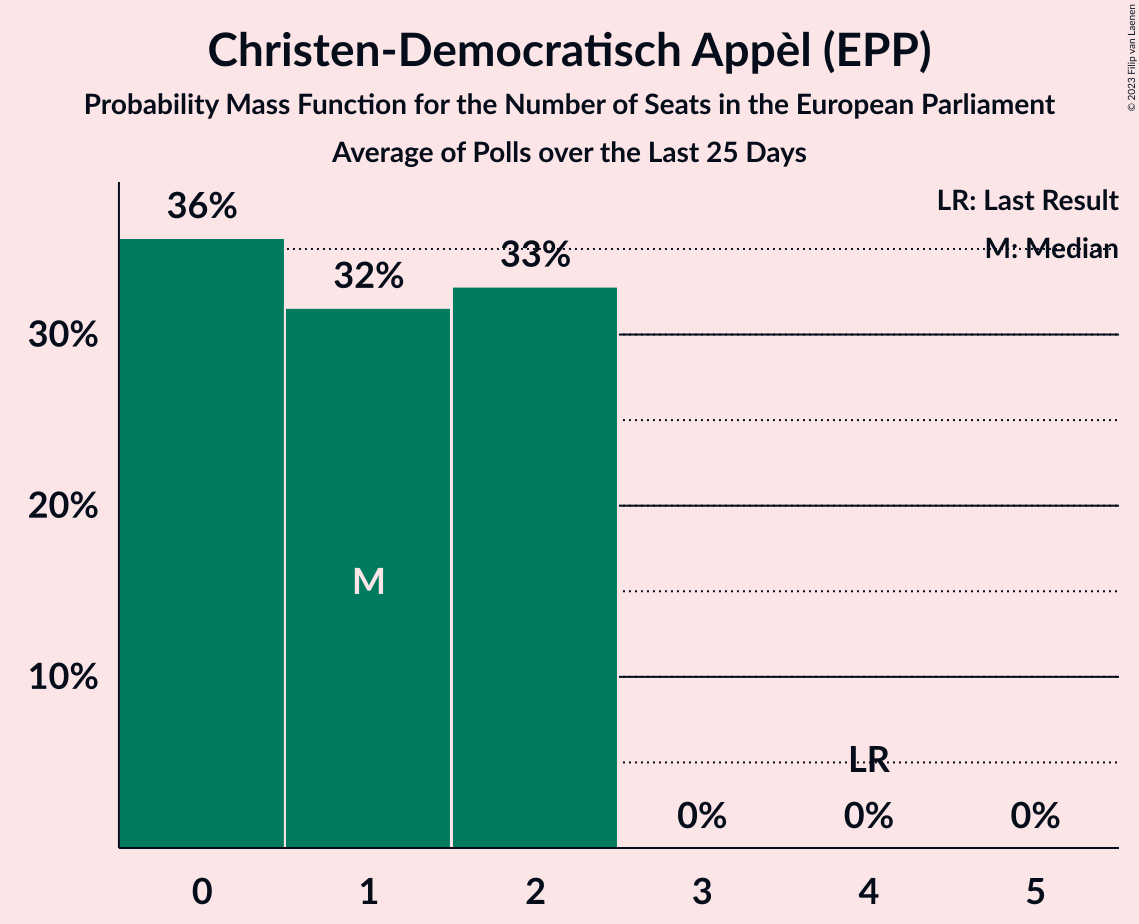 Christen-Democratisch Appèl (EPP)
Probability Mass Function for the Number of Seats in the European Parliament
Average of Polls over the Last 25 Days
© 2023 Filip van Laenen
LR: Last Result
M: Median
36%
32%
33%
30%
20%
10%
M
LR
0%
0%
0%
0
1
2
3
4
5